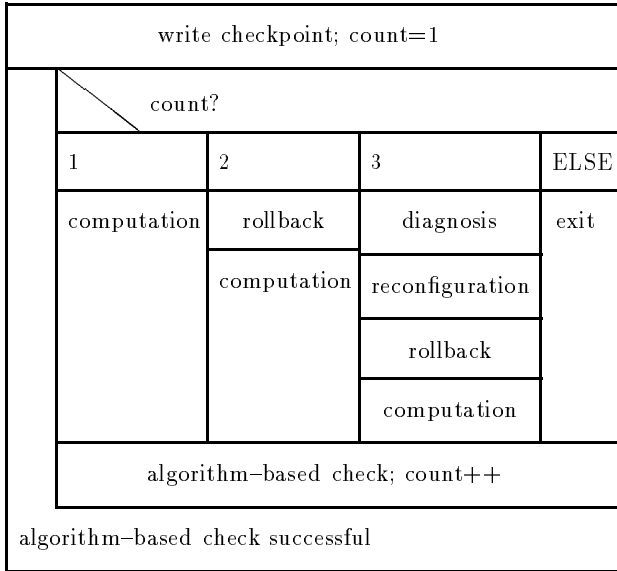 write checkpoint; count=1
count?
1 2 3 ELSE
computation rollback diagnosis exit
computation reconfiguration
rollback
computation
algorithm–based check; count++
algorithm–based check successful